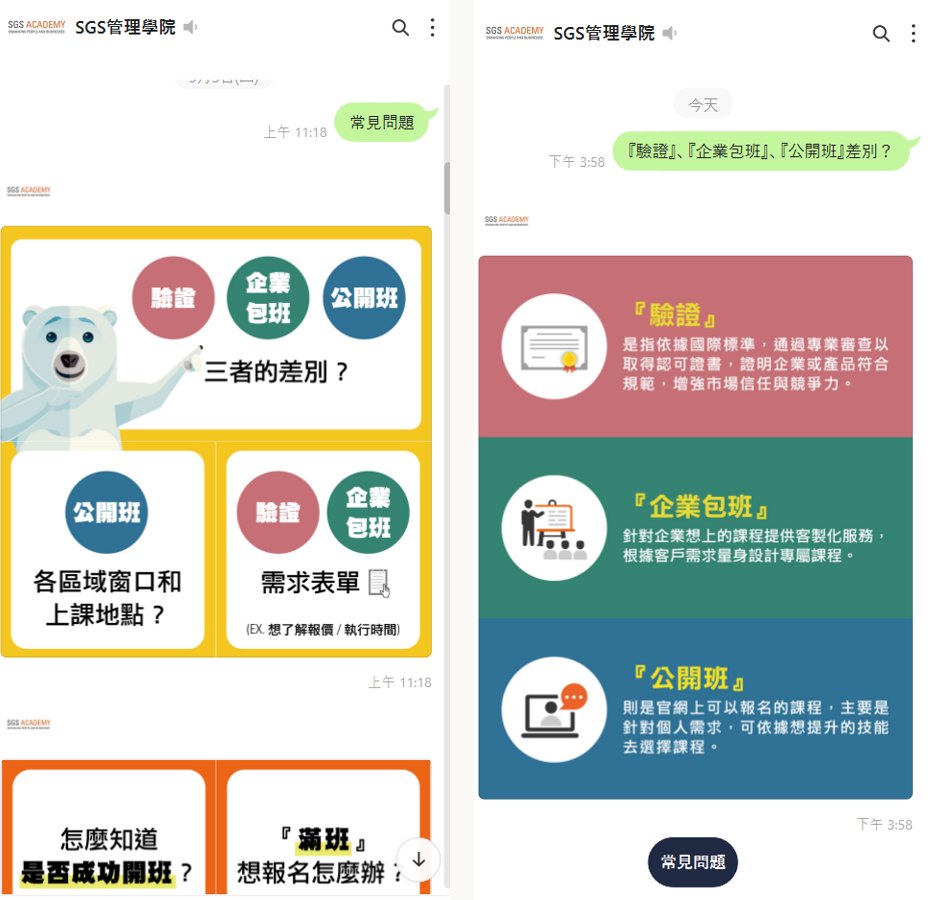 SGS ACADEMY
SGS管理學院
上午 11:18
常見問題
SGS ACADEMY
驗證
企業
包班
公開班
三者的差別？
公開班
各區域窗口和
上課地點？
驗證
企業
包班
需求表單
(EX. 想了解報價 / 執行時間)
上午 11:18
SGS ACADEMY
怎麼知道
是否成功開班？
『滿班』
想報名怎麼辦？
SGS ACADEMY
SGS管理學院
今天
下午 3:58
『驗證』、『企業包班』、『公開班』差別？
SGS ACADEMY
『驗證』
是指依據國際標準，通過專業審查以
取得認可證書，證明企業或產品符合
規範，增強市場信任與競爭力。
『企業包班』
針對企業想上的課程提供客製化服務，
根據客戶需求量身設計專屬課程。
『公開班』
則是官網上可以報名的課程，主要是
針對個人需求，可依據想提升的技能
去選擇課程。
下午 3:58
常見問題